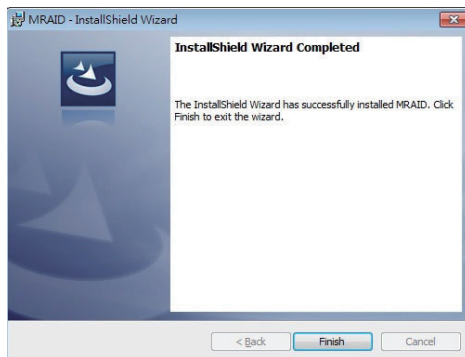 MRAID - InstallShield Wizard
InstallShield Wizard Completed
The InstallShield Wizard has successfully installed MRAID. Click
Finish to exit the wizard.
< Back
Finish
Cancel